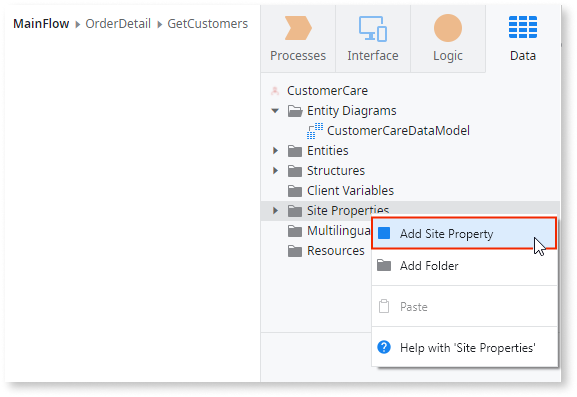 MainFlow OrderDetail GetCustomers
Processes Interface Logic Data
CustomerCare
Entity Diagrams
CustomerCareDataModel
Entities
Structures
Client Variables
Site Properties
Add Site Property
Multilingua
Add Folder
Resources
Paste
Help with 'Site Properties'